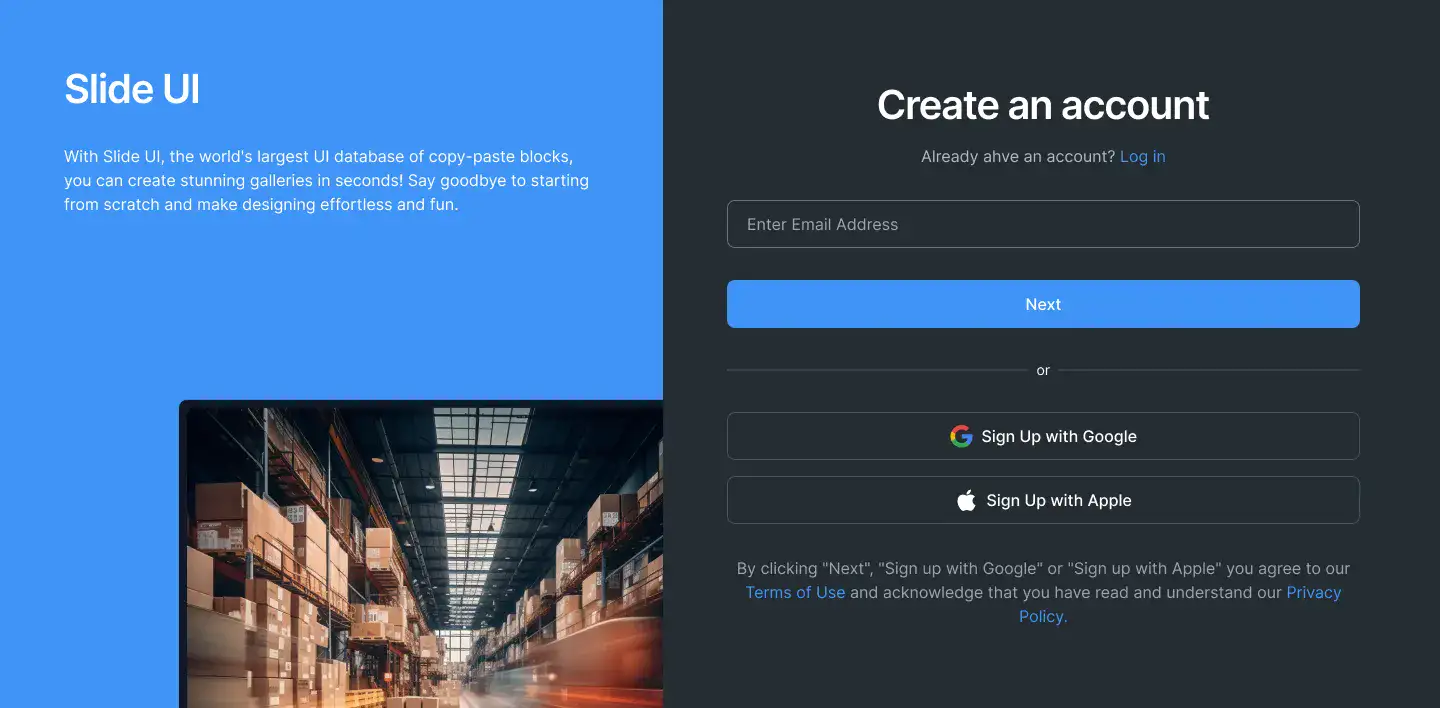 Slide UI
With Slide UI, the world's largest UI database of copy-paste blocks,
you can create stunning galleries in seconds! Say goodbye to starting
from scratch and make designing effortless and fun.
Create an account
Already ahve an account? Log in
Enter Email Address
Next
or
Sign Up with Google
Sign Up with Apple
By clicking "Next", "Sign up with Google" or "Sign up with Apple" you agree to our
Terms of Use and acknowledge that you have read and understand our Privacy
Policy.